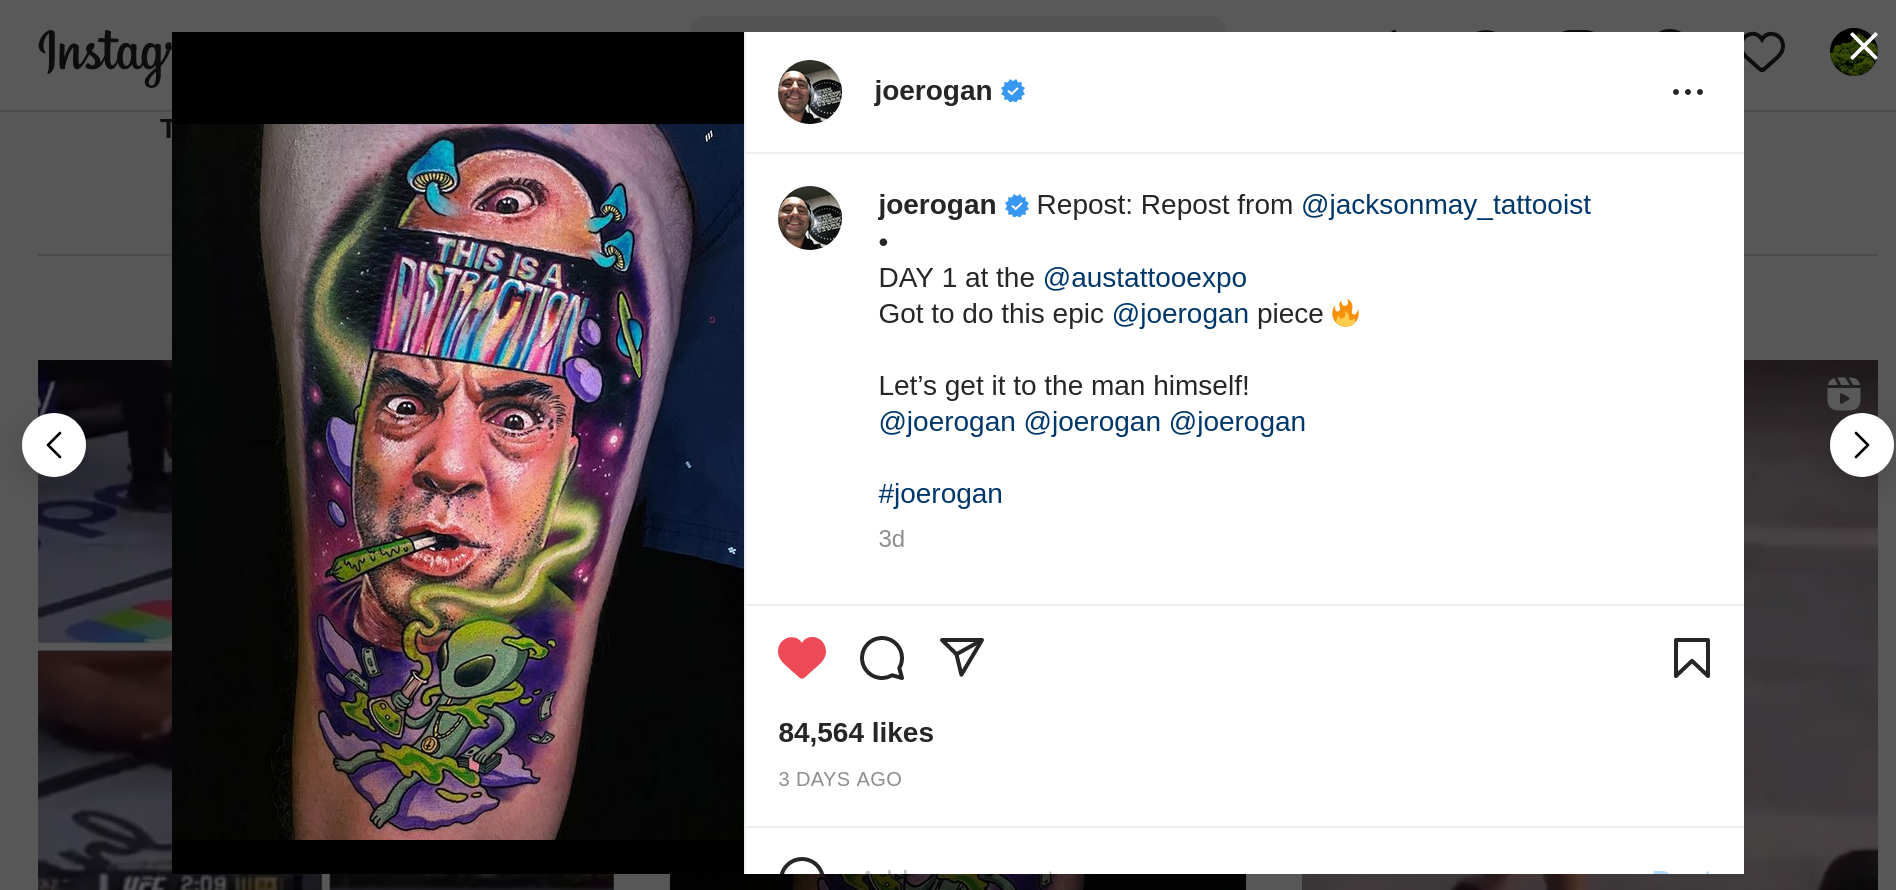 Instag
joerogan
joerogan Repost: Repost from @jacksonmay_tattooist
•
DAY 1 at the @austattooexpo
Got to do this epic @joerogan piece 🔥
Let’s get it to the man himself!
@joerogan @joerogan @joerogan
#joerogan
3d
84,564 likes
3 DAYS AGO
THIS IS A
DISTRACTION
UFC 2:09